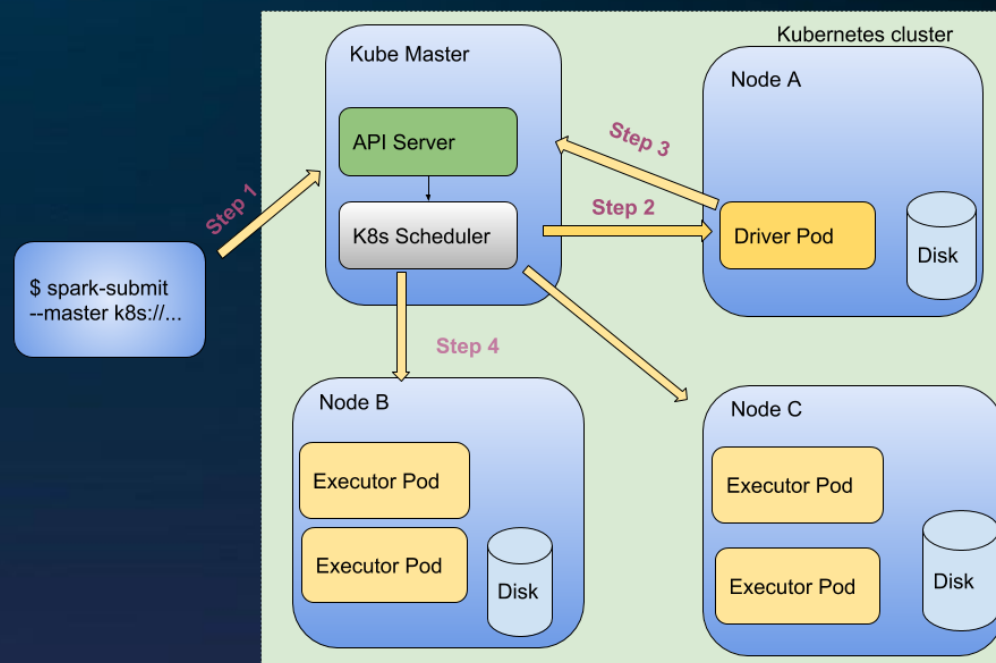 Kubernetes cluster
Kube Master
Node A
API Server
Step 3
Step 1
Step 2
K8s Scheduler
Driver Pod
Disk
$ spark-submit
--master k8s://...
Step 4
Node B
Node C
Executor Pod
Executor Pod
Disk
Executor Pod
Executor Pod
Disk